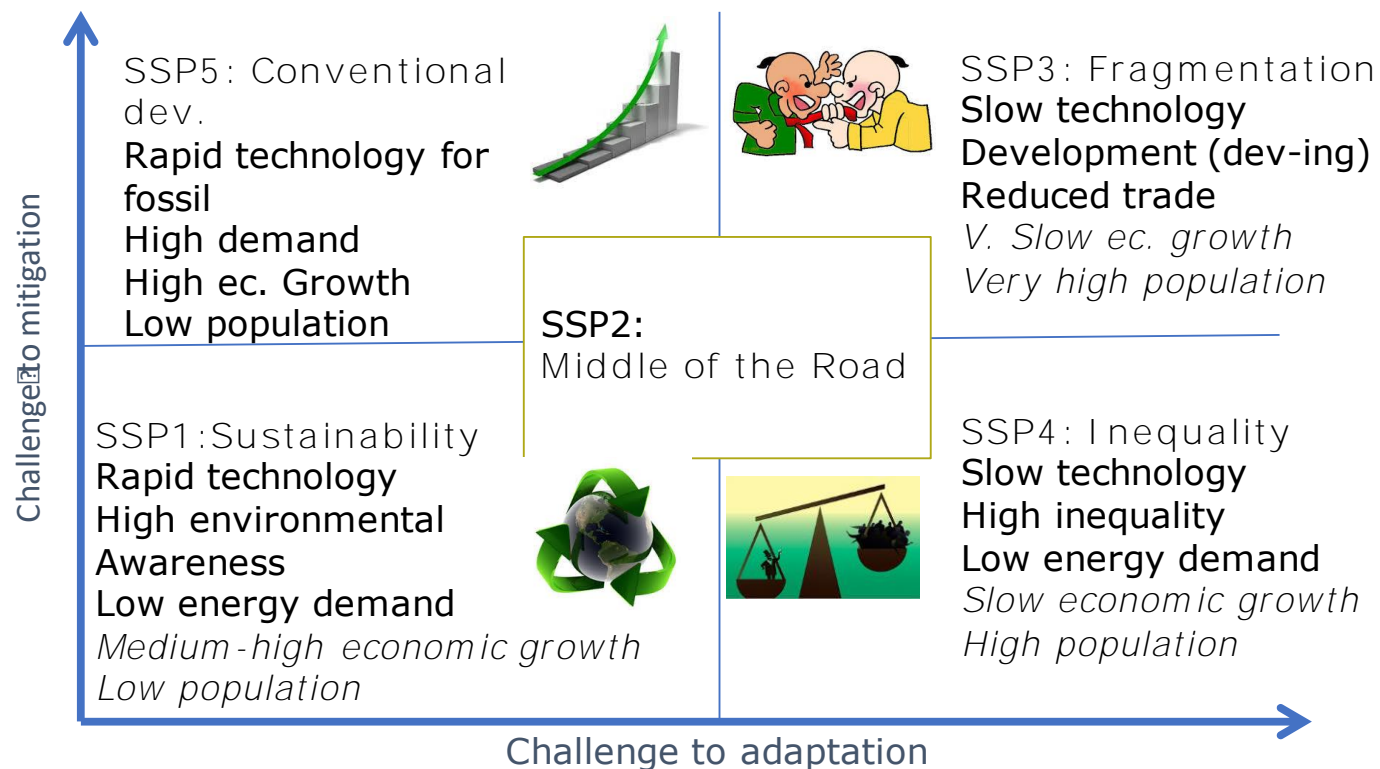 SSP5: Conventional
dev.
Rapid technology for
fossil
High demand
High ec. Growth
Low population
SSP3: Fragmentation
Slow technology
Development (dev-ing)
Reduced trade
V. Slow ec. growth
Very high population
SSP2:
Middle of the Road
SSP1:Sustainability
Rapid technology
High environmental
Awareness
Low energy demand
Medium-high economic growth
Low population
SSP4: Inequality
Slow technology
High inequality
Low energy demand
Slow economic growth
High population
Challenge to mitigation
Challenge to adaptation